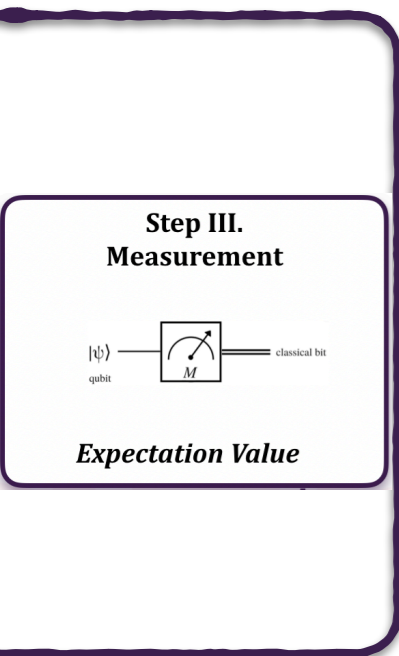 Step III.
Measurement
|ψ⟩
classical bit
qubit
M
Expectation Value